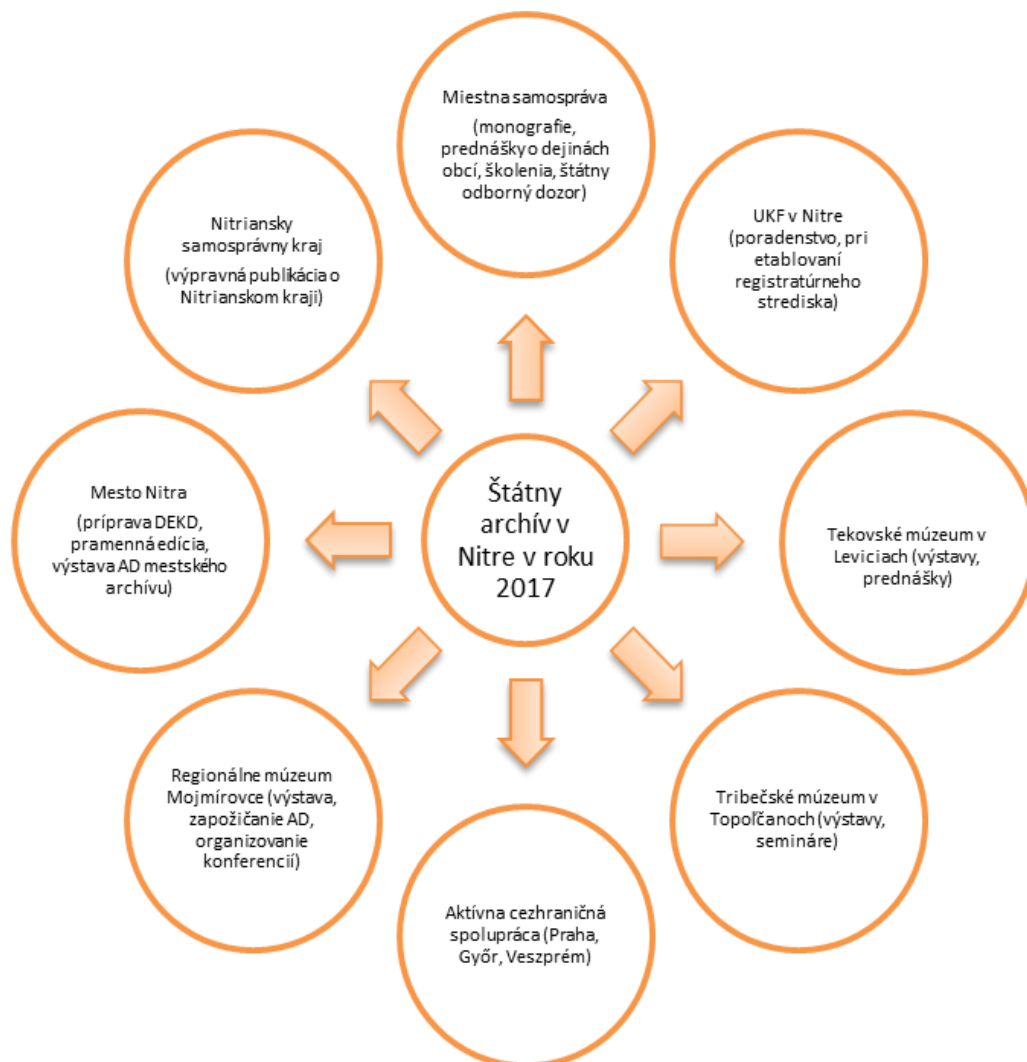 Miestna samospráva
(monografie,
prednášky o dejinách
obcí, školenia, štátny
odborný dozor)
UKF v Nitre
(poradenstvo, pri
etablovaní
registratúrneho
strediska)
Tekovské múzeum v
Leviciach (výstavy,
prednášky)
Tribečské múzeum v
Topoľčanoch (výstavy,
semináre)
Aktívna cezhraničná
spolupráca (Praha,
Győr, Veszprém)
Regionálne múzeum
Mojmírovce (výstava,
zapožičanie AD,
organizovanie
konferencií)
Mesto Nitra
(príprava DEKD,
pramenná edícia,
výstava AD mestského
archívu)
Nitriansky
samosprávny kraj
(výpravná publikácia o
Nitrianskom kraji)
Štátny
archív v
Nitre v roku
2017